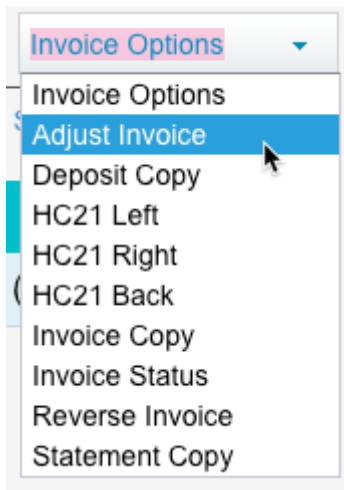 Invoice Options
Invoice Options
Adjust Invoice
Deposit Copy
HC21 Left
HC21 Right
HC21 Back
Invoice Copy
Invoice Status
Reverse Invoice
Statement Copy